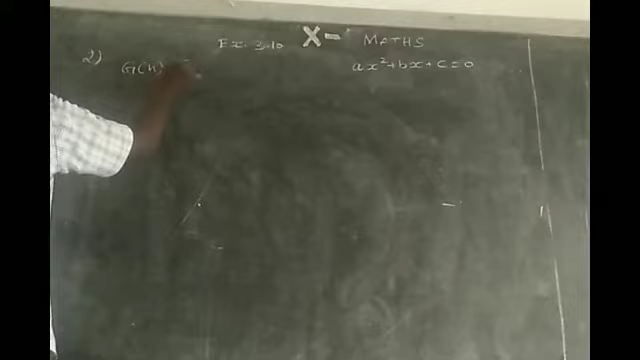 Ex. 3.10 X - MATHS
2) G(n)
ax²+bx+c=0